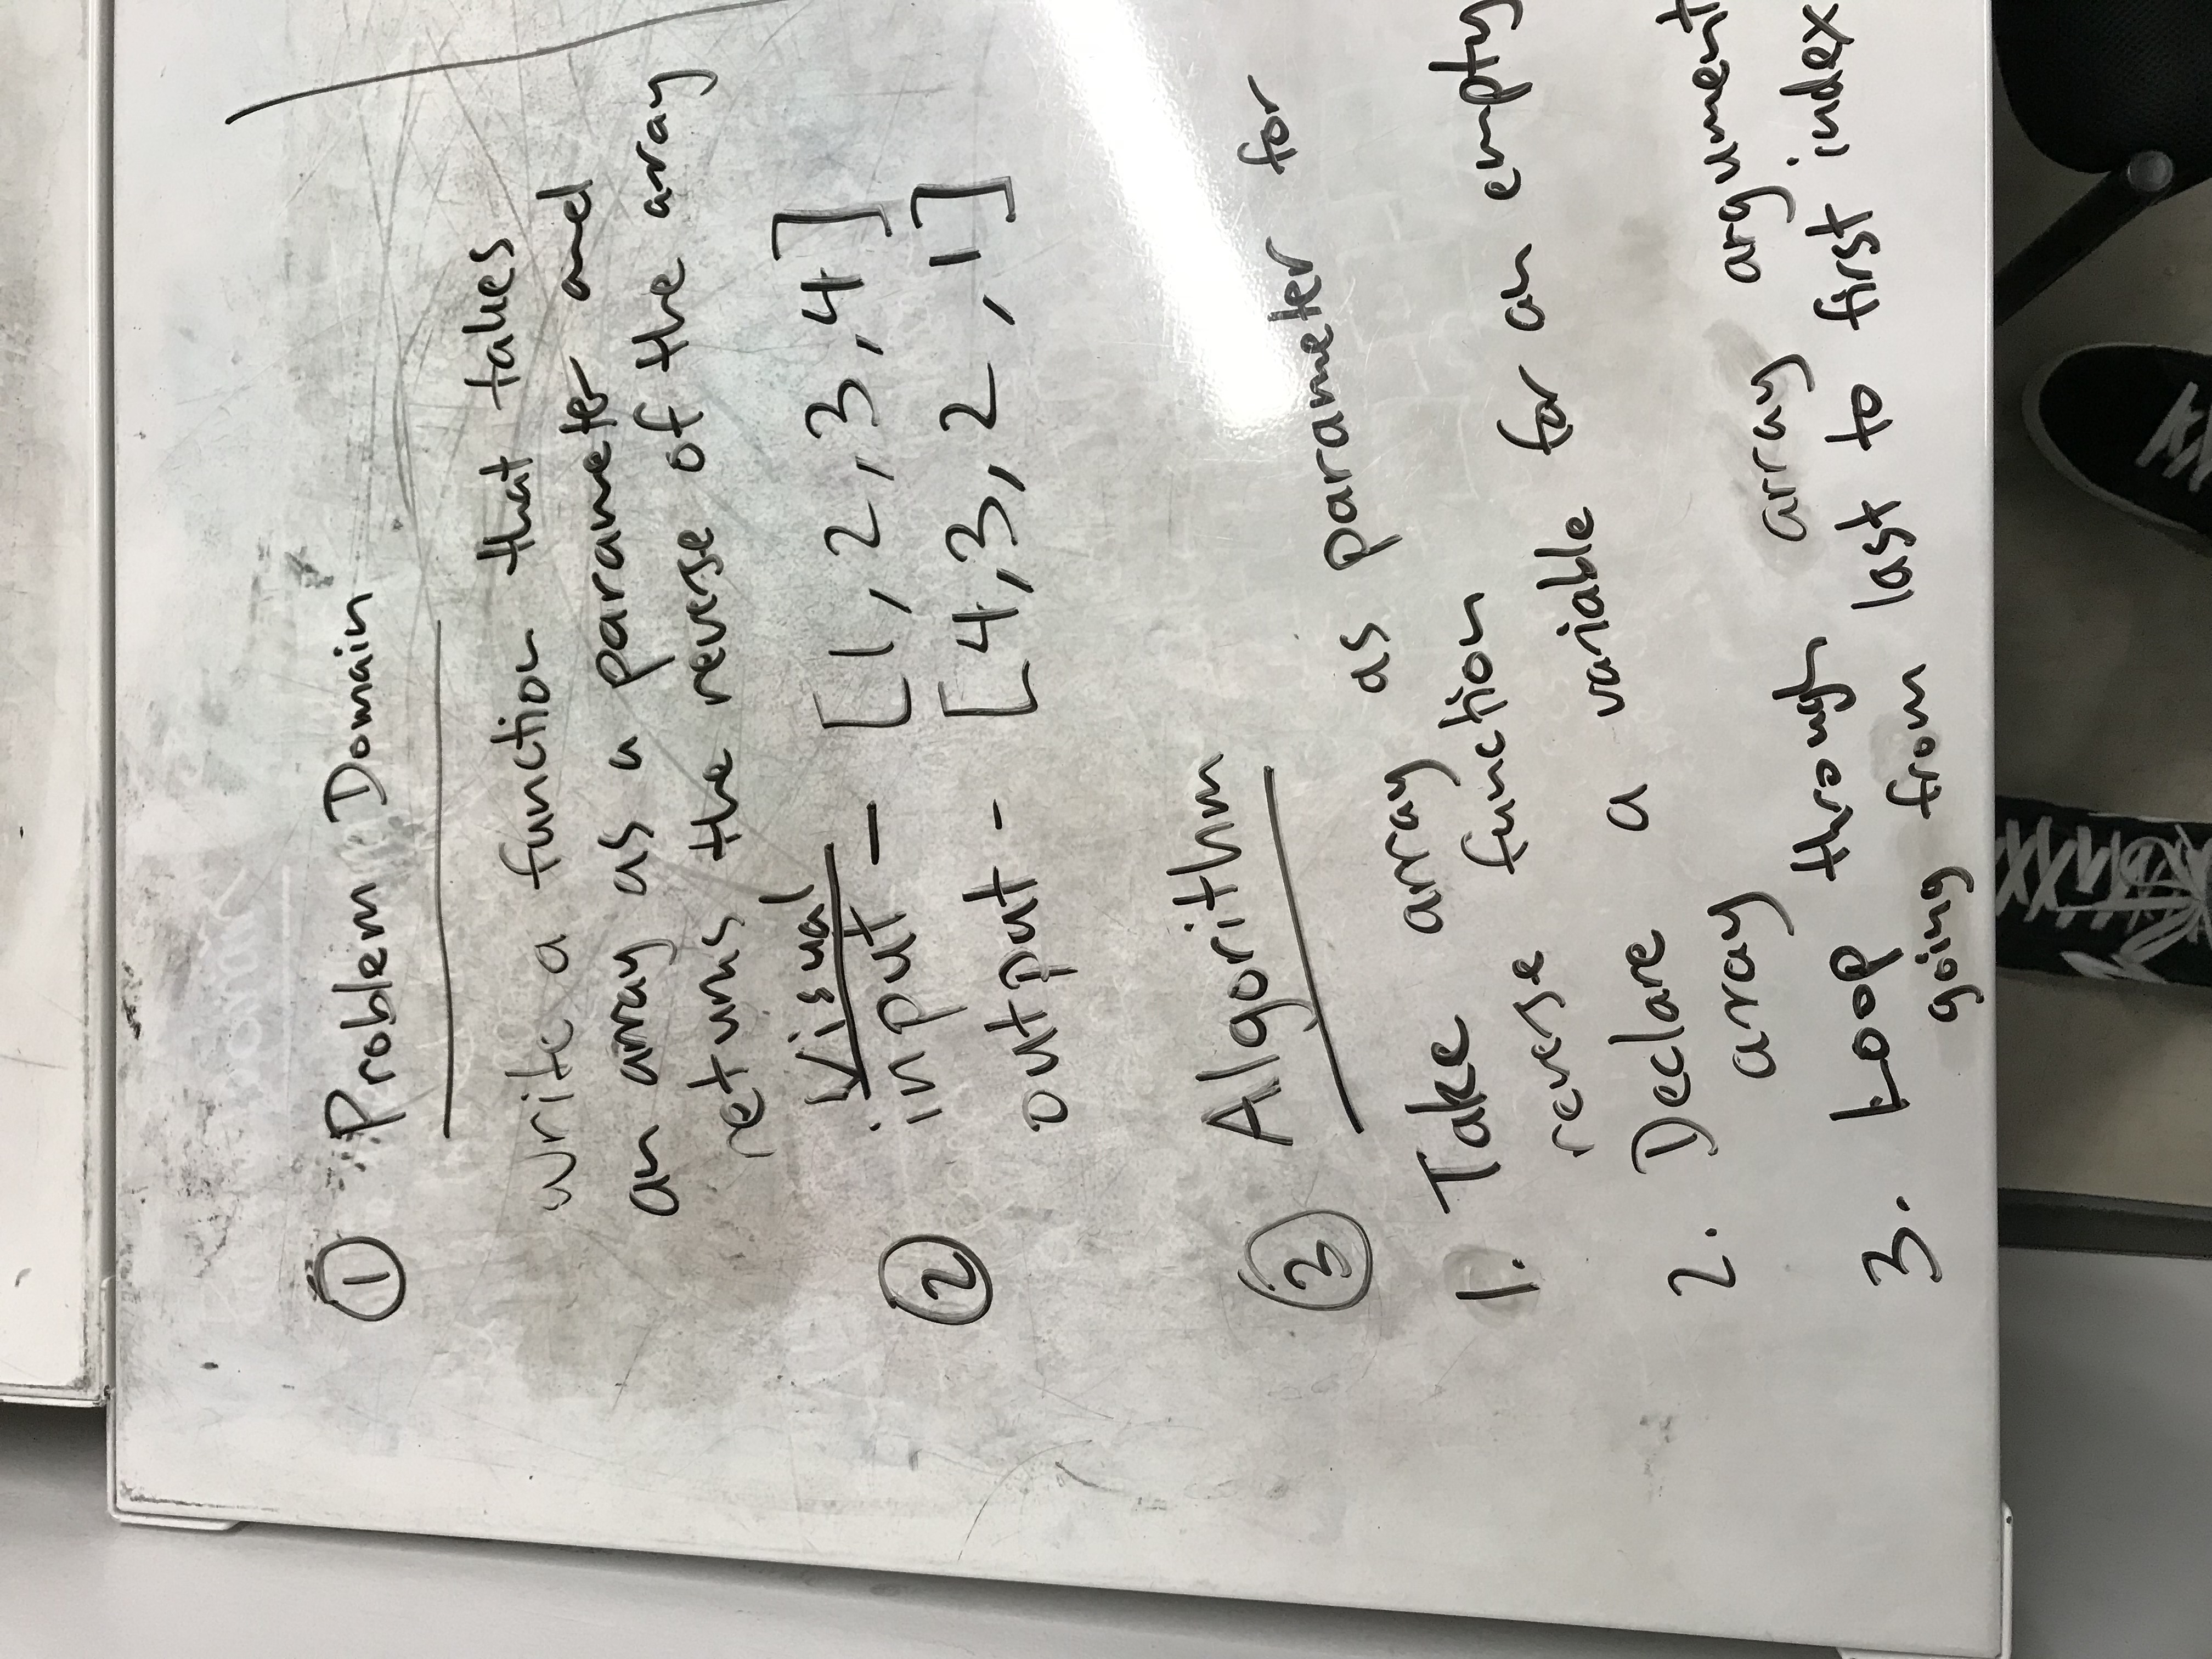 ① Problem Domain
Write a function that takes
an array as a parameter and
returns the reverse of the array
Visual
② input - [1, 2, 3, 4]
output - [4, 3, 2, 1]
③ Algorithm
1. Take array as parameter for
reverse function
2. Declare a variable for an empty
array
3. Loop through array argument
going from last to first index